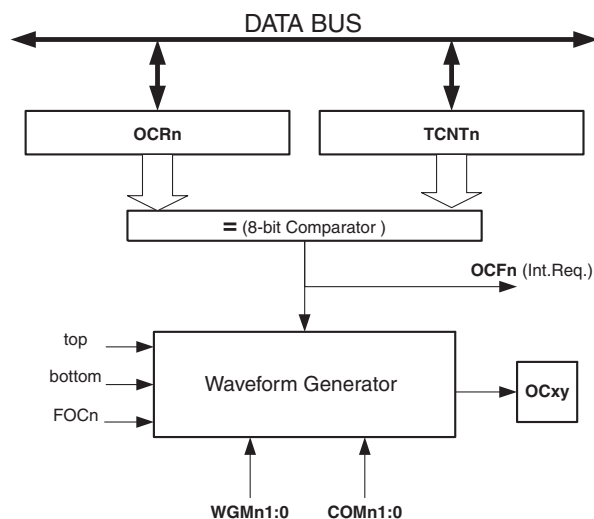 DATA BUS
OCRn
TCNTn
= (8-bit Comparator )
OCFn (Int.Req.)
top
bottom
FOCn
Waveform Generator
OCxy
WGMn1:0
COMn1:0